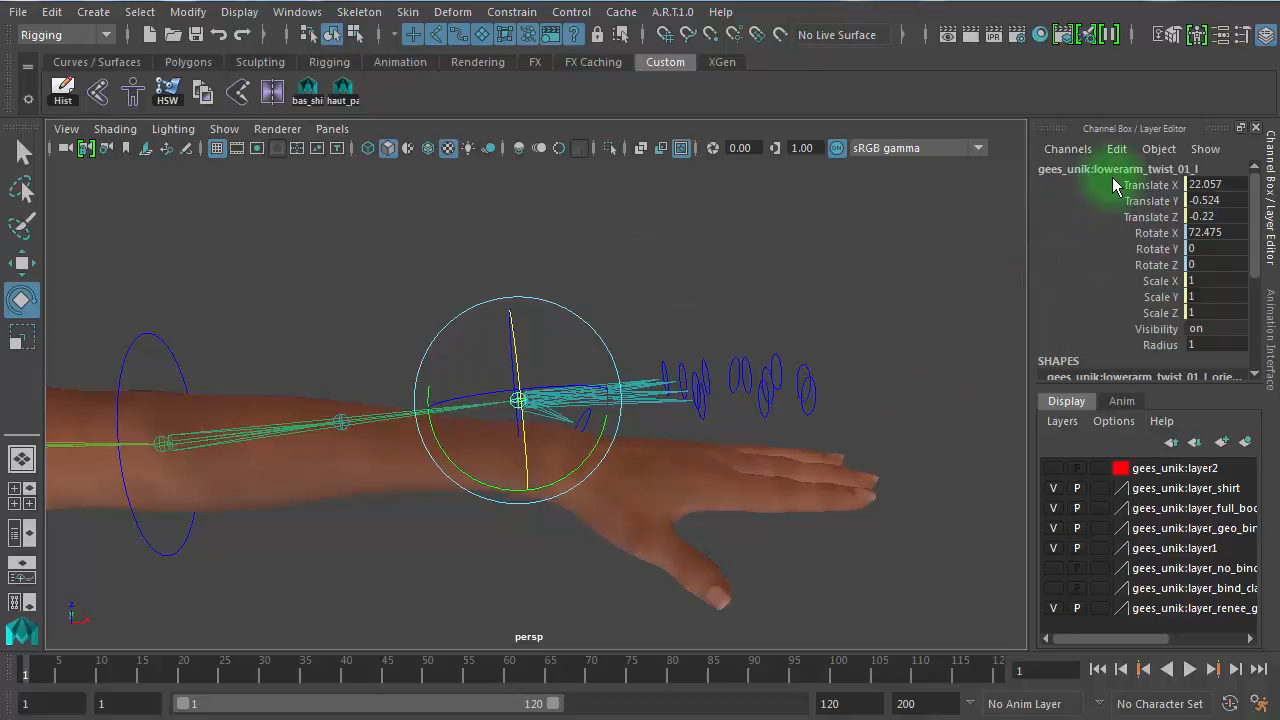 File Edit Create Select Modify Display Windows Skeleton Skin Deform Constrain Control Cache A.R.T.1.0 Help
Rigging No Live Surface
Curves / Surfaces Polygons Sculpting Rigging Animation Rendering FX FX Caching Custom XGen
Hist HSW bas_shi haut_pa
View Shading Lighting Show Renderer Panels
0.00 1.00 ON sRGB gamma
persp
Channel Box / Layer Editor
Channels Edit Object Show
gees_unik:lowerarm_twist_01_l
Translate X 22.057
Translate Y -0.524
Translate Z -0.22
Rotate X 72.475
Rotate Y 0
Rotate Z 0
Scale X 1
Scale Y 1
Scale Z 1
Visibility on
Radius 1
SHAPES
gees_unik:lowerarm_twist_01_l_orie...
Display Anim
Layers Options Help
P gees_unik:layer2
V P gees_unik:layer_shirt
V P gees_unik:layer_full_boc
V P gees_unik:layer_geo_bin
V P gees_unik:layer1
P gees_unik:layer_no_binc
P gees_unik:layer_bind_cla
V P gees_unik:layer_renee_g
Channel Box / Layer Editor
Animation Interface
5 10 15 20 25 30 35 40 45 50 55 60 65 70 75 80 85 90 95 100 105 110 115 12
1 1
1 1 1 120 120 200 No Anim Layer No Character Set